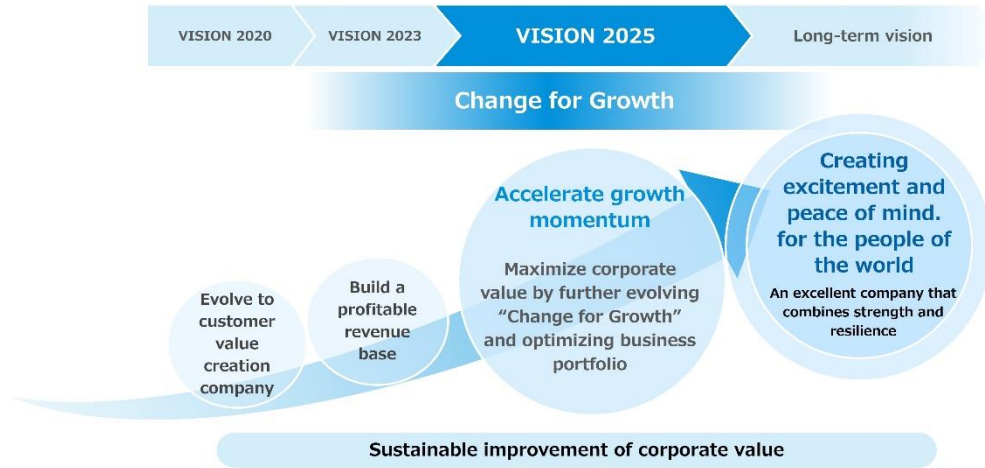 VISION 2020
VISION 2023
VISION 2025
Long-term vision
Change for Growth
Evolve to
customer
value
creation
company
Build a
profitable
revenue
base
Accelerate growth
momentum
Maximize corporate
value by further evolving
“Change for Growth”
and optimizing business
portfolio
Creating
excitement and
peace of mind.
for the people of
the world
An excellent company that
combines strength and
resilience
Sustainable improvement of corporate value